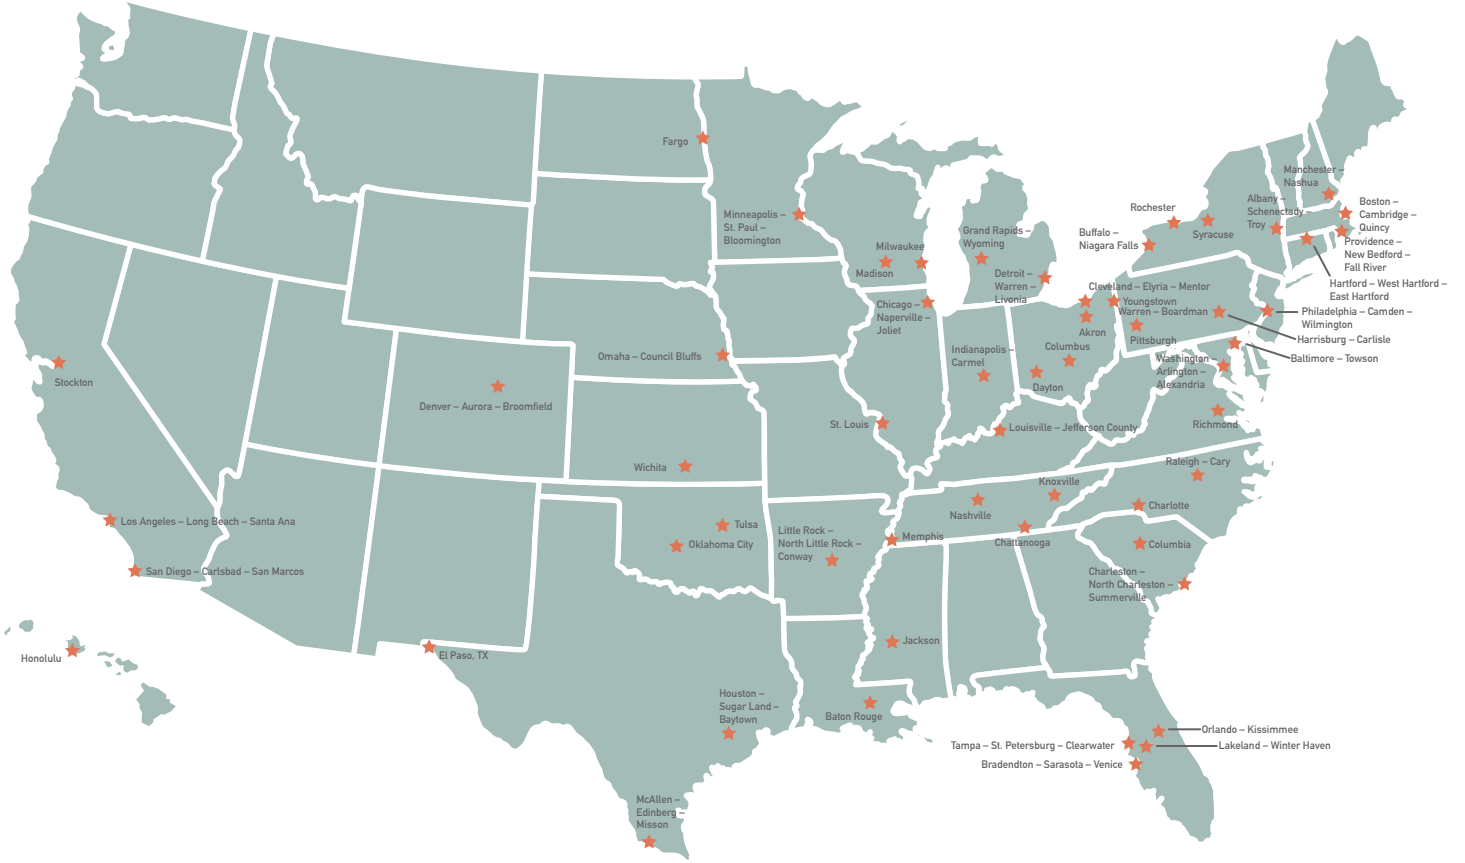 Fargo
Minneapolis –
St. Paul –
Bloomington
Milwaukee
Madison
Grand Rapids –
Wyoming
Detroit –
Warren –
Livonia
Chicago –
Naperville –
Joliet
Rochester
Buffalo –
Niagara Falls
Syracuse
Albany –
Schenectady –
Troy
Manchester –
Nashua
Boston –
Cambridge –
Quincy
Providence –
New Bedford –
Fall River
Hartford – West Hartford –
East Hartford
Philadelphia – Camden –
Wilmington
Harrisburg – Carlisle
Baltimore – Towson
Cleveland – Elyria – Mentor
Youngstown
Warren – Boardman
Akron
Pittsburgh
Columbus
Dayton
Indianapolis –
Carmel
Washington –
Arlington –
Alexandria
Richmond
Omaha – Council Bluffs
Stockton
Denver – Aurora – Broomfield
St. Louis
Louisville – Jefferson County
Wichita
Raleigh – Cary
Knoxville
Nashville
Charlotte
Los Angeles – Long Beach – Santa Ana
Tulsa
Oklahoma City
Little Rock –
North Little Rock –
Conway
Memphis
Chattanooga
Columbia
San Diego – Carlsbad – San Marcos
Charleston –
North Charleston –
Summerville
Honolulu
El Paso, TX
Jackson
Houston –
Sugar Land –
Baytown
Baton Rouge
Orlando – Kissimmee
Tampa – St. Petersburg – Clearwater
Lakeland – Winter Haven
Bradendton – Sarasota – Venice
McAllen –
Edinberg –
Misson